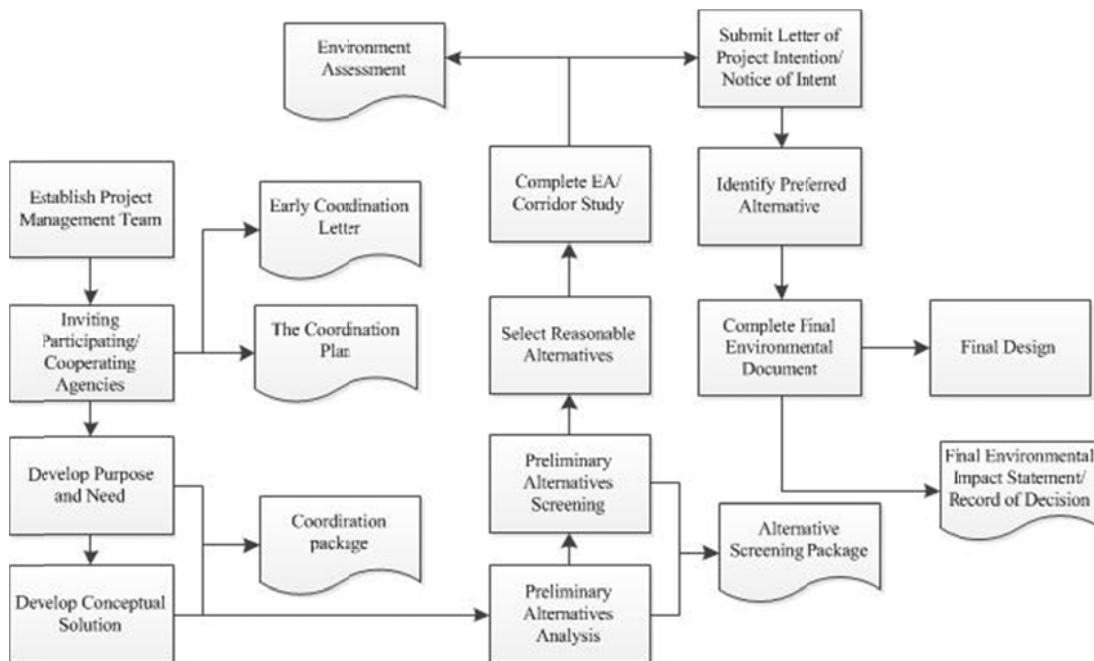 Environment
Assessment
Submit Letter of
Project Intention/
Notice of Intent
Establish Project
Management Team
Early Coordination
Letter
Complete EA/
Corridor Study
Identify Preferred
Alternative
Inviting
Participating/
Cooperating
Agencies
The Coordination
Plan
Select Reasonable
Alternatives
Complete Final
Environmental
Document
Final Design
Develop Purpose
and Need
Coordiration
package
Preliminary
Alternatives
Screening
Alternative
Screening Package
Final Environmental
Impact Statement/
Record of Decision
Develop Conceptual
Solution
Preliminary
Alternatives
Analysis